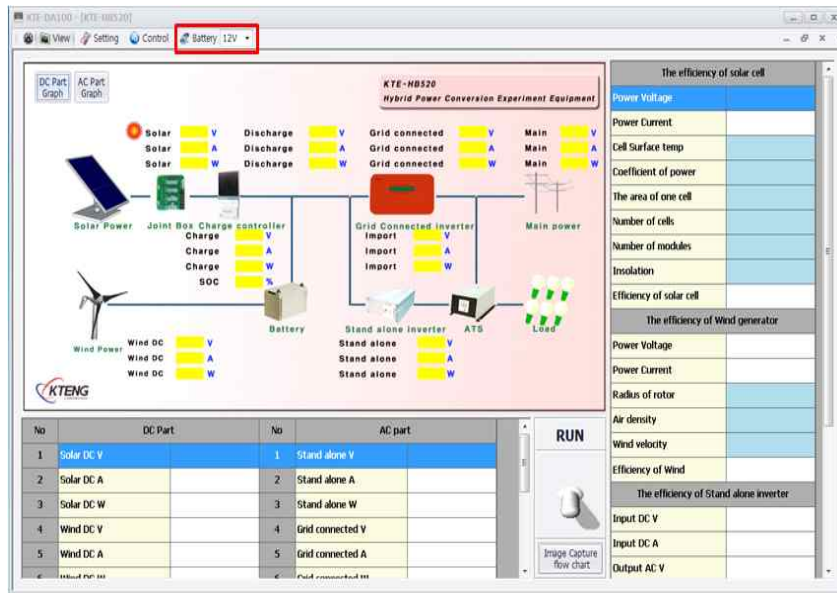 KTE-DA100 - [KTE-HB520]
View Setting Control Battery 12V
DC Part Graph
AC Part Graph
KTE-HB520
Hybrid Power Conversion Experiment Equipment
Solar V Discharge V Grid connected V Main V
Solar A Discharge A Grid connected A Main A
Solar W Discharge W Grid connected W Main W
Solar Power Joint Box Charge controller Grid Connected inverter Main power
Charge V Import V
Charge A Import A
Charge W Import W
SOC %
Battery Stand alone inverter ATS Load
Wind Power
Wind DC V Stand alone V
Wind DC A Stand alone A
Wind DC W Stand alone W
KTENG
No DC Part No AC part
1 Solar DC V 1 Stand alone V
2 Solar DC A 2 Stand alone A
3 Solar DC W 3 Stand alone W
4 Wind DC V 4 Grid connected V
5 Wind DC A 5 Grid connected A
6 Wind DC W 6 Grid connected W
RUN
Image Capture
flow chart
The efficiency of solar cell
Power Voltage
Power Current
Cell Surface temp
Coefficient of power
The area of one cell
Number of cells
Number of modules
Insolation
Efficiency of solar cell
The efficiency of Wind generator
Power Voltage
Power Current
Radius of rotor
Air density
Wind velocity
Efficiency of Wind
The efficiency of Stand alone inverter
Input DC V
Input DC A
Output AC V